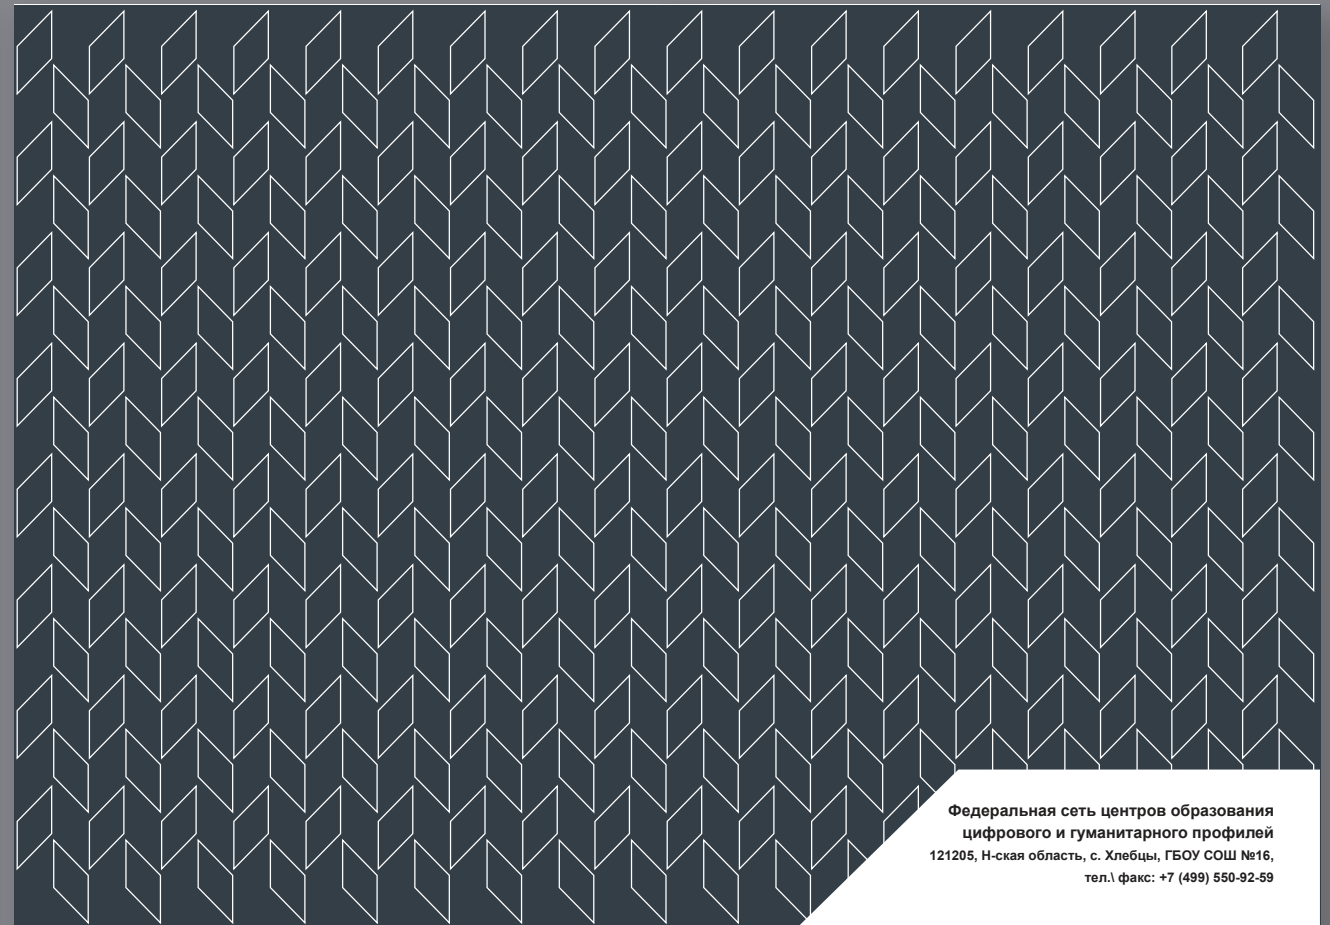 Федеральная сеть центров образования
цифрового и гуманитарного профилей
121205, Н-ская область, с. Хлебцы, ГБОУ СОШ №16,
тел.\ факс: +7 (499) 550-92-59